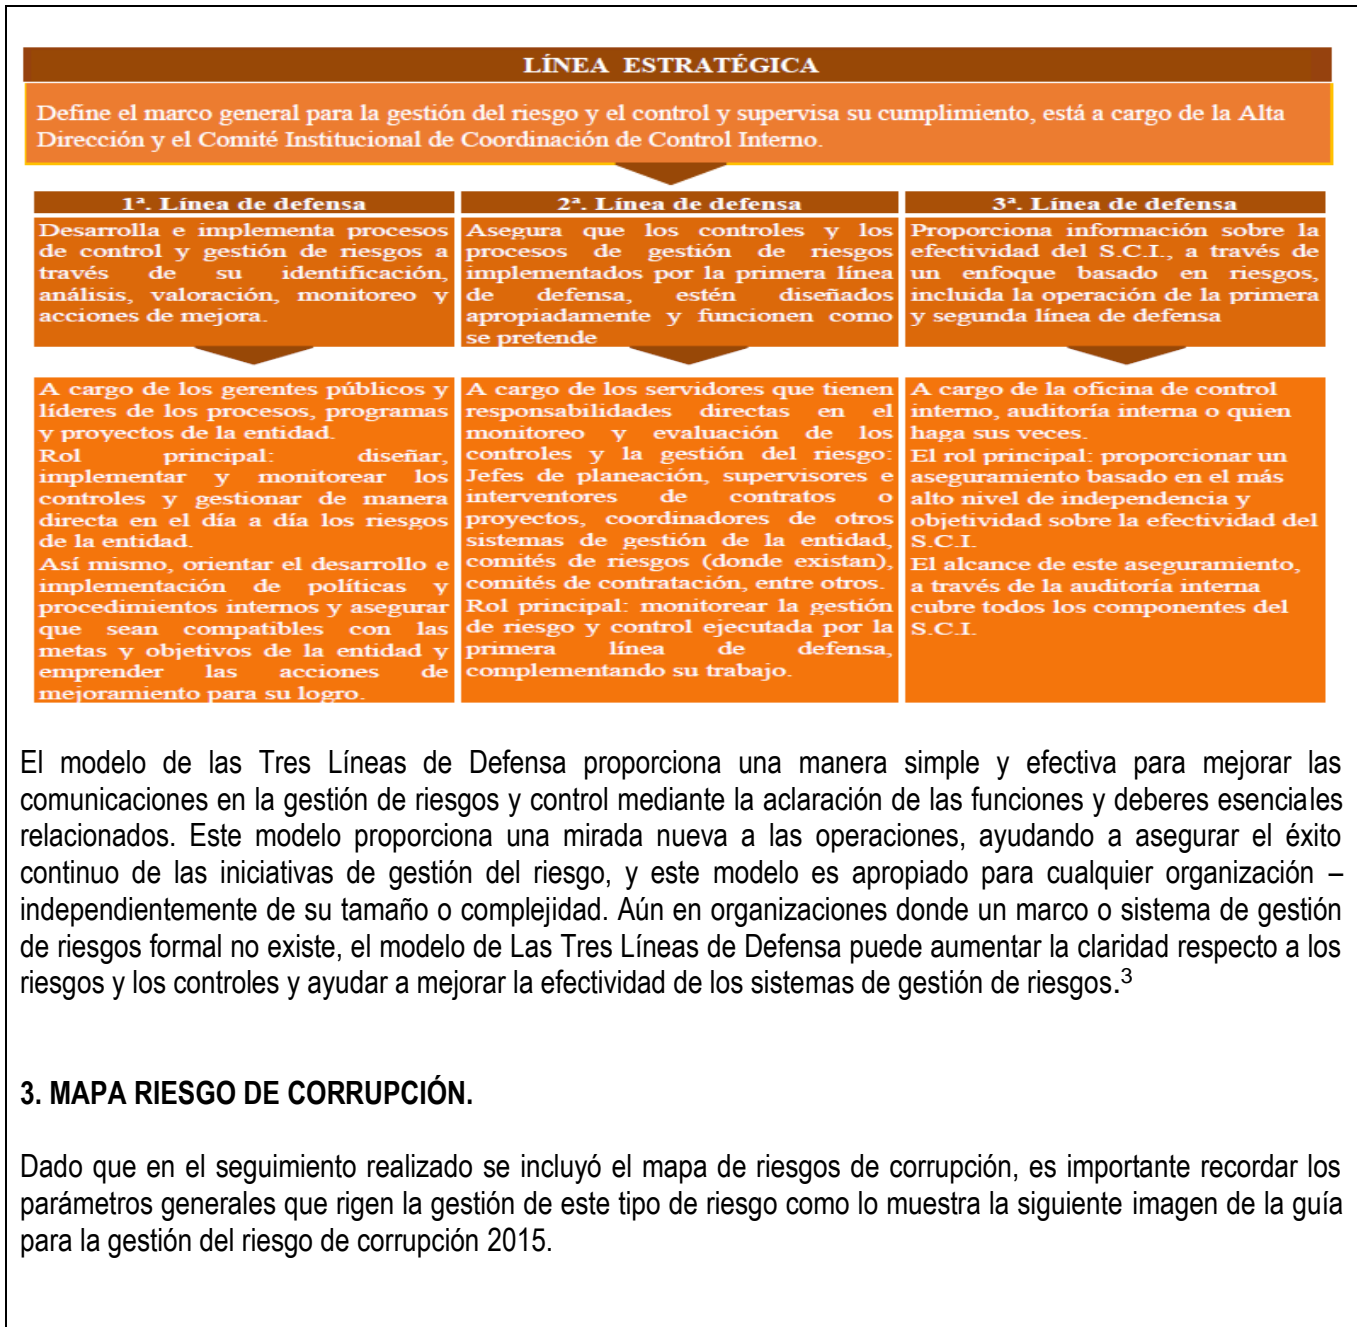 LÍNEA ESTRATÉGICA
Define el marco general para la gestión del riesgo y el control y supervisa su cumplimiento, está a cargo de la Alta
Dirección y el Comité Institucional de Coordinación de Control Interno.
1ª. Línea de defensa
Desarrolla e implementa procesos
de control y gestión de riesgos a
través de su identificación,
análisis, valoración, monitoreo y
acciones de mejora.
A cargo de los gerentes públicos y
líderes de los procesos, programas
y proyectos de la entidad.
Rol principal: diseñar,
implementar y monitorear los
controles y gestionar de manera
directa en el día a día los riesgos
de la entidad.
Así mismo, orientar el desarrollo e
implementación de políticas y
procedimientos internos y asegurar
que sean compatibles con las
metas y objetivos de la entidad y
emprender las acciones de
mejoramiento para su logro.
2ª. Línea de defensa
Asegura que los controles y los
procesos de gestión de riesgos
implementados por la primera línea
de defensa, estén diseñados
apropiadamente y funcionen como
se pretende
A cargo de los servidores que tienen
responsabilidades directas en el
monitoreo y evaluación de los
controles y la gestión del riesgo:
Jefes de planeación, supervisores e
interventores de contratos o
proyectos, coordinadores de otros
sistemas de gestión de la entidad,
comités de riesgos (donde existan),
comités de contratación, entre otros.
Rol principal: monitorear la gestión
de riesgo y control ejecutada por la
primera línea de defensa,
complementando su trabajo.
3ª. Línea de defensa
Proporciona información sobre la
efectividad del S.C.I., a través de
un enfoque basado en riesgos,
incluida la operación de la primera
y segunda línea de defensa
A cargo de la oficina de control
interno, auditoría interna o quien
haga sus veces.
El rol principal: proporcionar un
aseguramiento basado en el más
alto nivel de independencia y
objetividad sobre la efectividad del
S.C.I.
El alcance de este aseguramiento,
a través de la auditoría interna
cubre todos los componentes del
S.C.I.
El modelo de las Tres Líneas de Defensa proporciona una manera simple y efectiva para mejorar las
comunicaciones en la gestión de riesgos y control mediante la aclaración de las funciones y deberes esenciales
relacionados. Este modelo proporciona una mirada nueva a las operaciones, ayudando a asegurar el éxito
continuo de las iniciativas de gestión del riesgo, y este modelo es apropiado para cualquier organización –
independientemente de su tamaño o complejidad. Aún en organizaciones donde un marco o sistema de gestión
de riesgos formal no existe, el modelo de Las Tres Líneas de Defensa puede aumentar la claridad respecto a los
riesgos y los controles y ayudar a mejorar la efectividad de los sistemas de gestión de riesgos.³
3. MAPA RIESGO DE CORRUPCIÓN.
Dado que en el seguimiento realizado se incluyó el mapa de riesgos de corrupción, es importante recordar los
parámetros generales que rigen la gestión de este tipo de riesgo como lo muestra la siguiente imagen de la guía
para la gestión del riesgo de corrupción 2015.